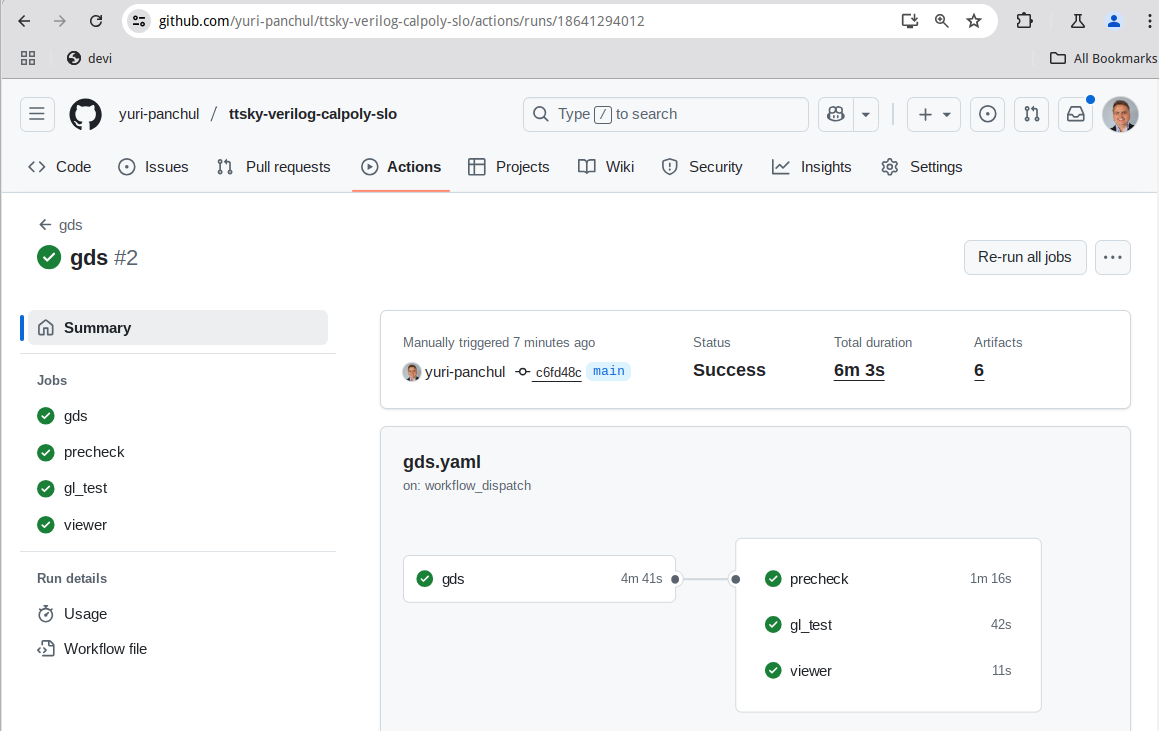 github.com/yuri-panchul/ttsky-verilog-calpoly-slo/actions/runs/18641294012
devi
All Bookmarks
yuri-panchul / ttsky-verilog-calpoly-slo
Type / to search
Code
Issues
Pull requests
Actions
Projects
Wiki
Security
Insights
Settings
gds
gds #2
Re-run all jobs
Summary
Jobs
gds
precheck
gl_test
viewer
Run details
Usage
Workflow file
Manually triggered 7 minutes ago
yuri-panchul c6fd48c main
Status
Success
Total duration
6m 3s
Artifacts
6
gds.yaml
on: workflow_dispatch
gds 4m 41s
precheck 1m 16s
gl_test 42s
viewer 11s